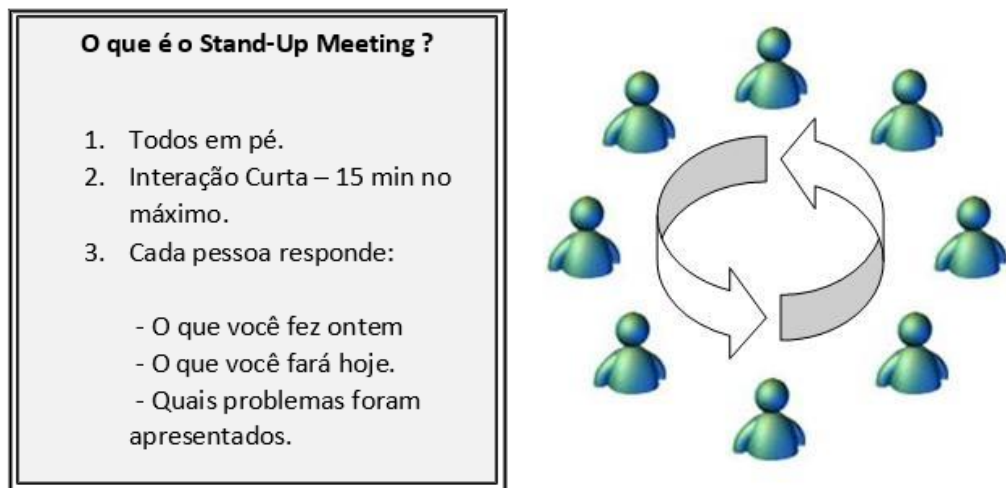 O que é o Stand-Up Meeting ?
1. Todos em pé.
2. Interação Curta – 15 min no
máximo.
3. Cada pessoa responde:
- O que você fez ontem
- O que você fará hoje.
- Quais problemas foram
apresentados.